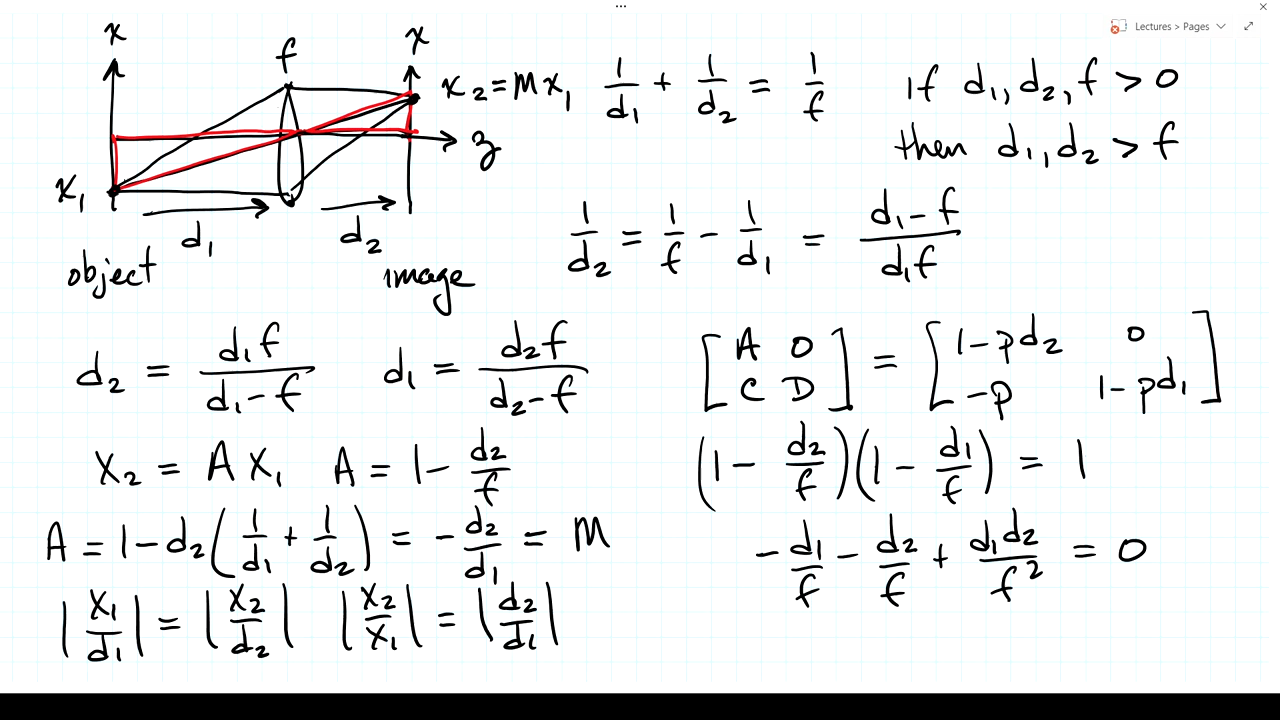 Lectures > Pages
x
f
x
x₂ = M x₁
1/d₁ + 1/d₂ = 1/f
if d₁, d₂, f > 0
z
then d₁, d₂ > f
x₁
d₁
d₂
object
image
1/d₂ = 1/f - 1/d₁ = (d₁ - f)/(d₁f)
d₂ = d₁f/(d₁ - f)
d₁ = d₂f/(d₂ - f)
[A 0; C D] = [1-pd₂ 0; -p 1-pd₁]
x₂ = A x₁
A = 1 - d₂/f
(1 - d₂/f)(1 - d₁/f) = 1
A = 1 - d₂(1/d₁ + 1/d₂) = -d₂/d₁ = M
-d₁/f - d₂/f + d₁d₂/f² = 0
|x₁/d₁| = |x₂/d₂|
|x₂/x₁| = |d₂/d₁|